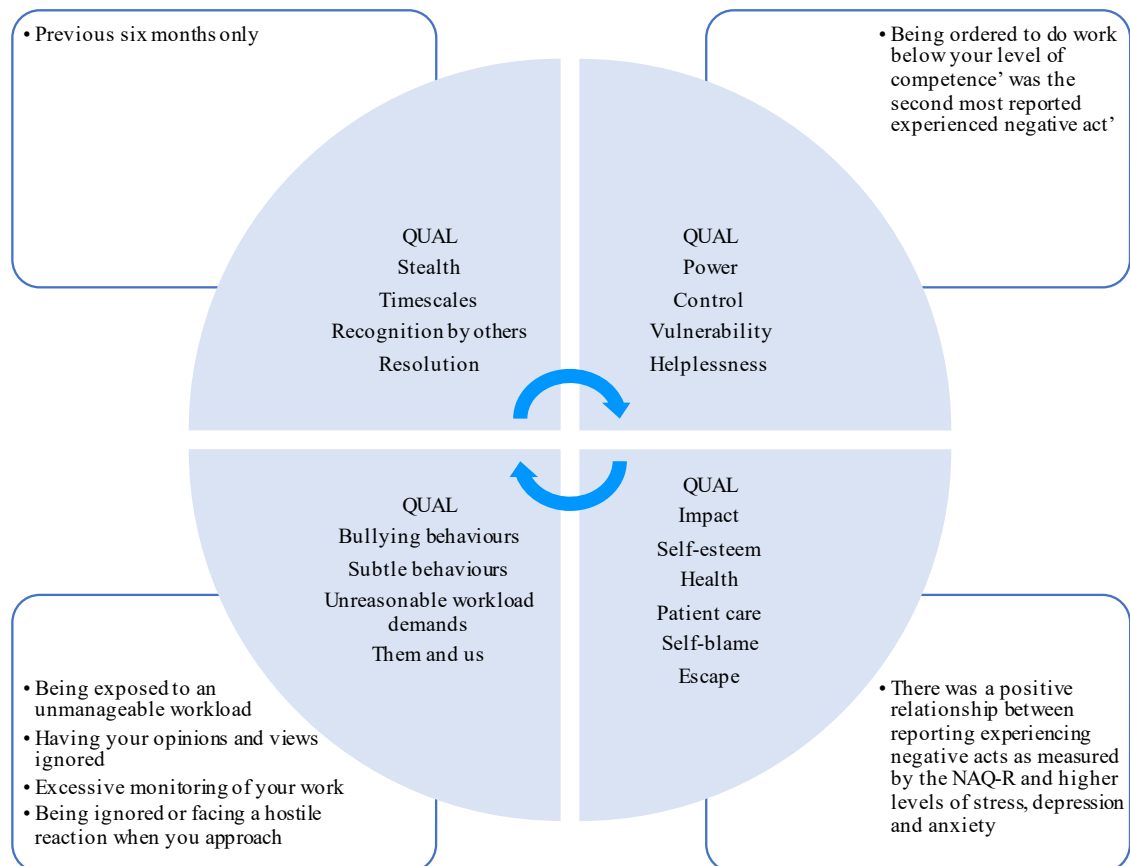 • Previous six months only
• Being ordered to do work
below your level of
competence’ was the
second most reported
experienced negative act’
QUAL
Stealth
Timescales
Recognition by others
Resolution
QUAL
Power
Control
Vulnerability
Helplessness
QUAL
Bullying behaviours
Subtle behaviours
Unreasonable workload
demands
Them and us
QUAL
Impact
Self-esteem
Health
Patient care
Self-blame
Escape
• Being exposed to an
unmanageable workload
• Having your opinions and views
ignored
• Excessive monitoring of your work
• Being ignored or facing a hostile
reaction when you approach
• There was a positive
relationship between
reporting experiencing
negative acts as measured
by the NAQ-R and higher
levels of stress, depression
and anxiety